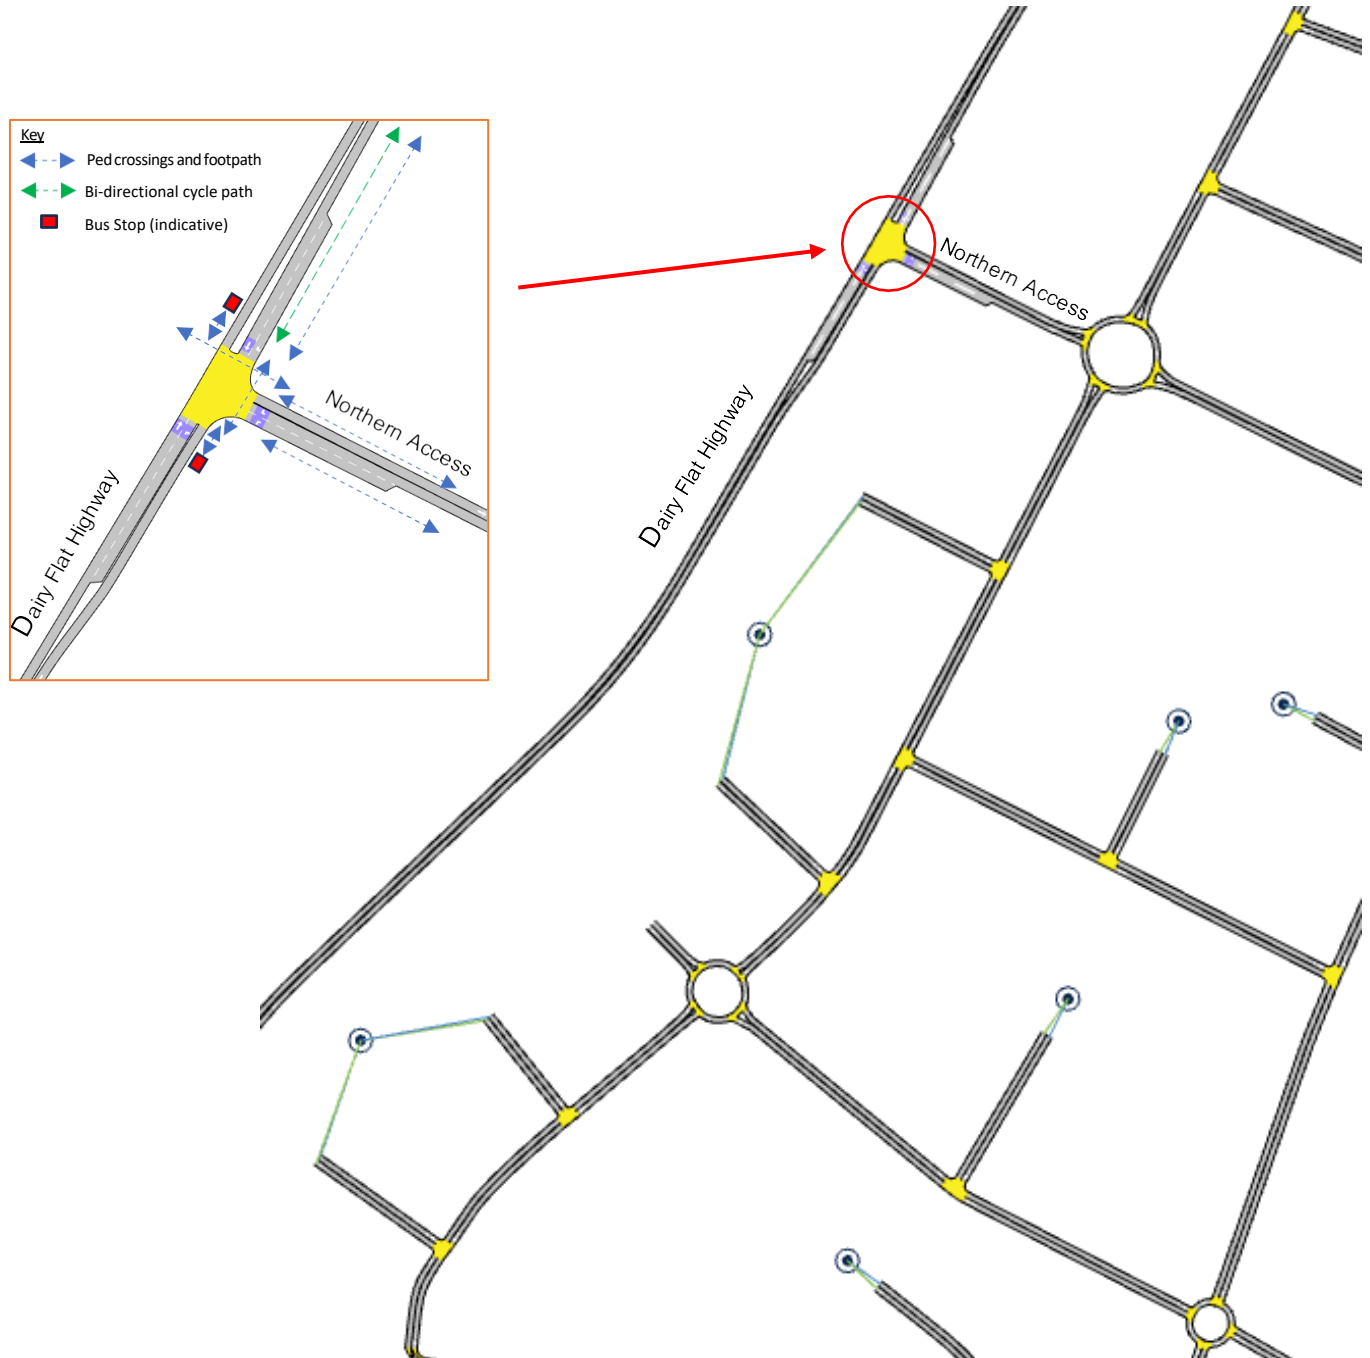 Key
Ped crossings and footpath
Bi-directional cycle path
Bus Stop (indicative)
Northern Access
Dairy Flat Highway
Northern Access
Dairy Flat Highway